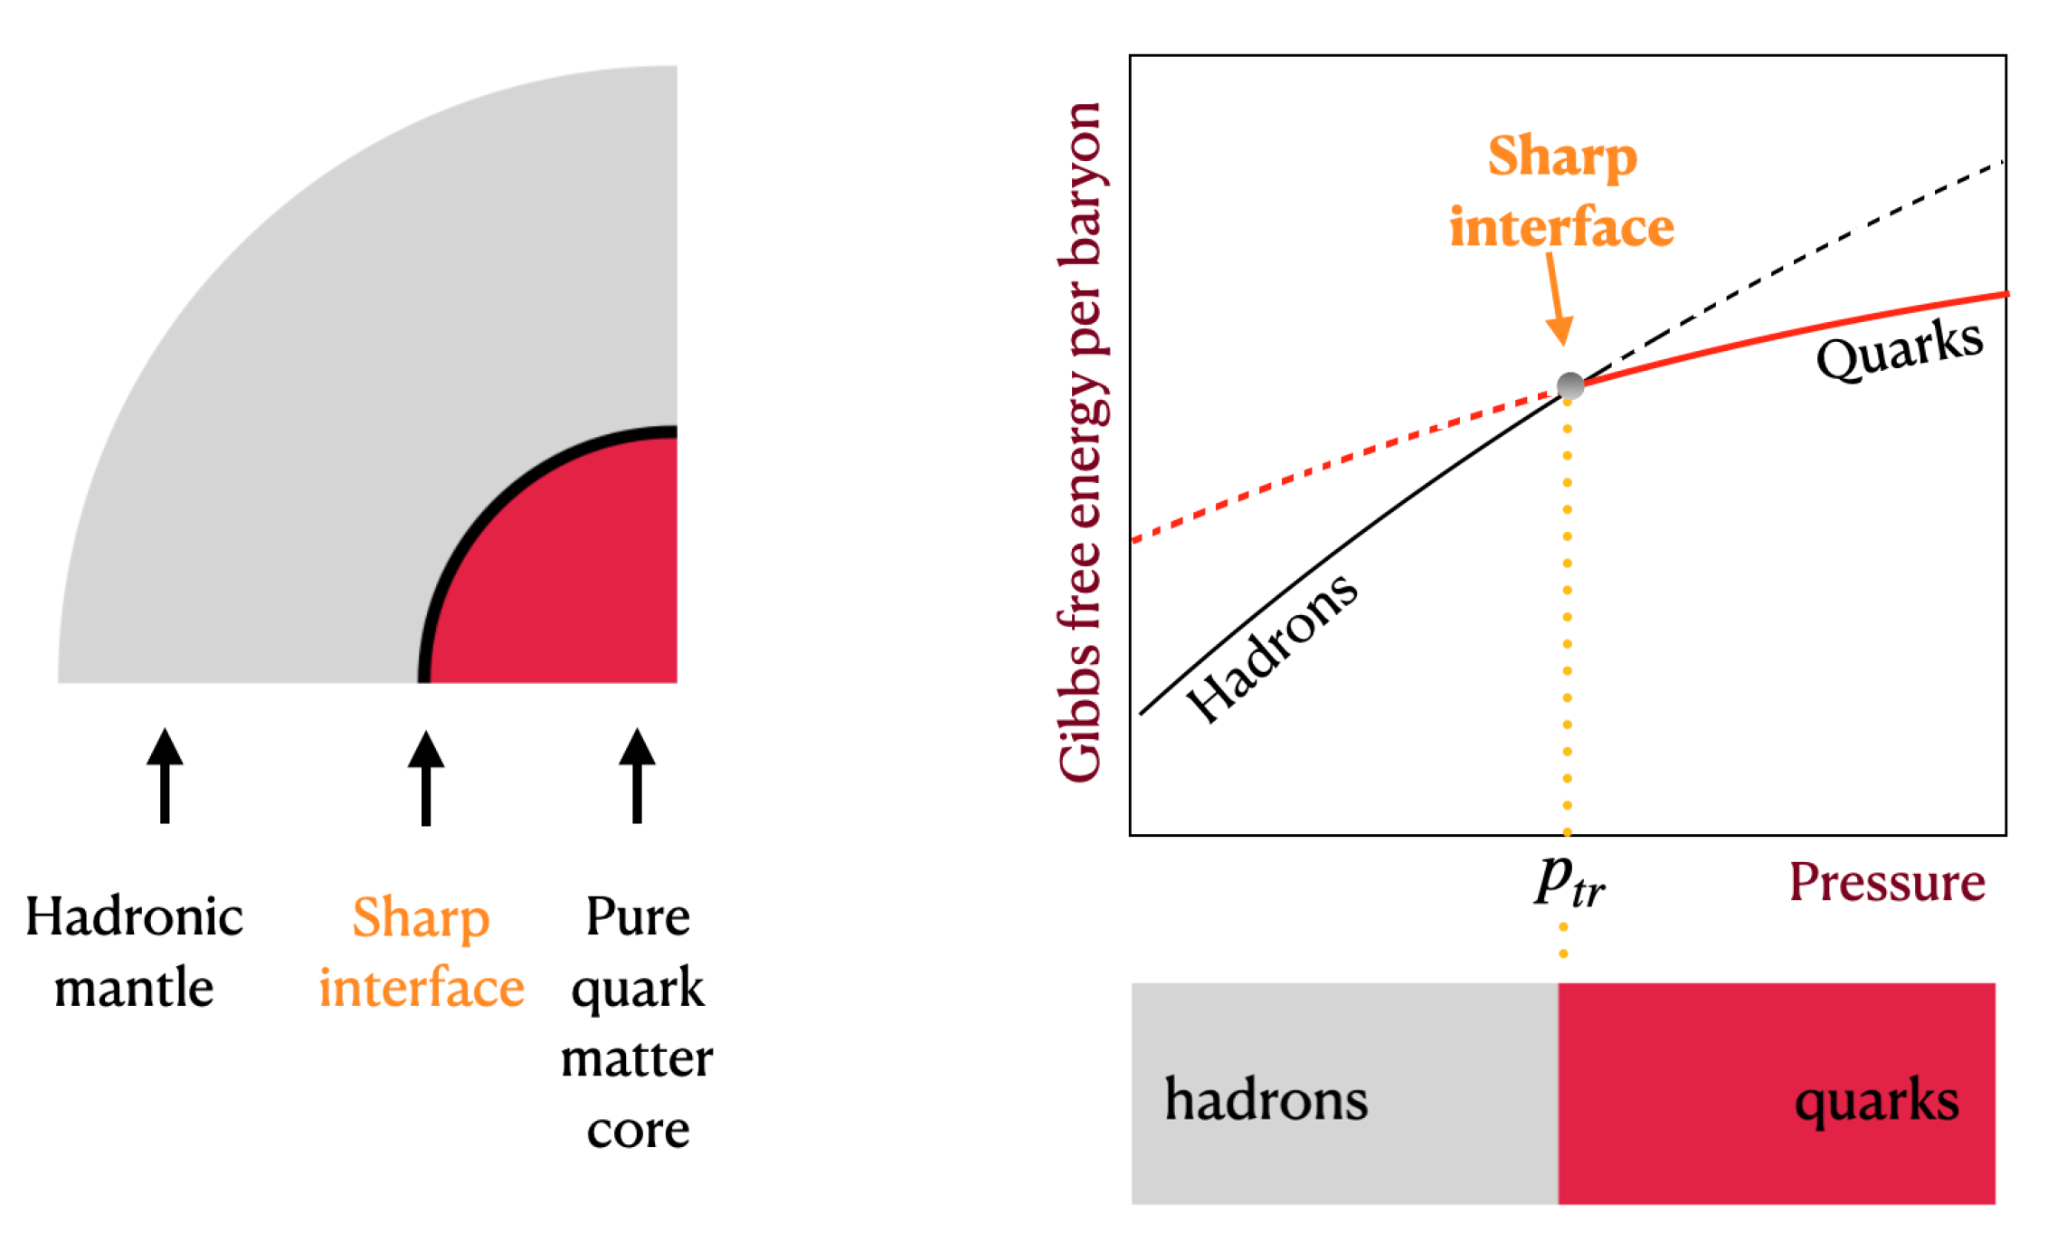 Hadronic
mantle
Sharp
interface
Pure
quark
matter
core
Gibbs free energy per baryon
Sharp
interface
Quarks
Hadrons
p_tr
Pressure
hadrons
quarks